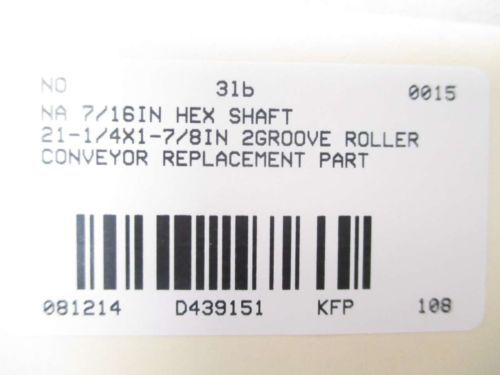 NO 3lb 0015
NA 7/16IN HEX SHAFT
21-1/4X1-7/8IN 2GROOVE ROLLER
CONVEYOR REPLACEMENT PART
081214 D439151 KFP 108